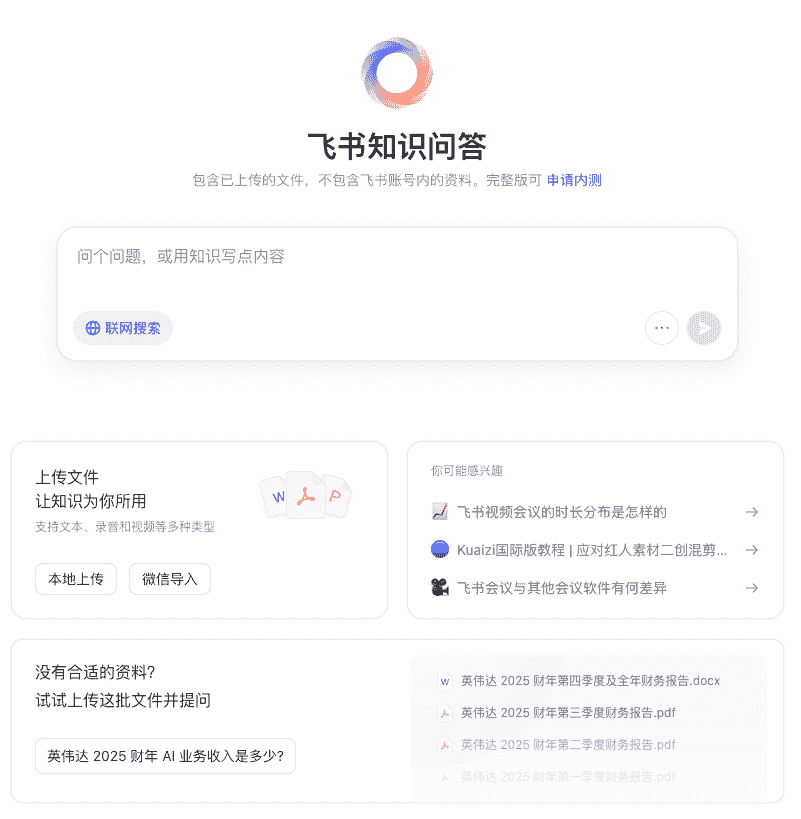 飞书知识问答
包含已上传的文件，不包含飞书账号内的资料。完整版可 申请内测
问个问题，或用知识写点内容
联网搜索
上传文件
让知识为你所用
支持文本、录音和视频等多种类型
W
P
本地上传
微信导入
你可能感兴趣
飞书视频会议的时长分布是怎样的
Kuaizi国际版教程 | 应对红人素材二创混剪...
飞书会议与其他会议软件有何差异
没有合适的资料?
试试上传这批文件并提问
英伟达 2025 财年 AI 业务收入是多少?
W 英伟达 2025 财年第四季度及全年财务报告.docx
英伟达 2025 财年第三季度财务报告.pdf
英伟达 2025 财年第二季度财务报告.pdf
英伟达 2025 财年第一季度财务报告.pdf